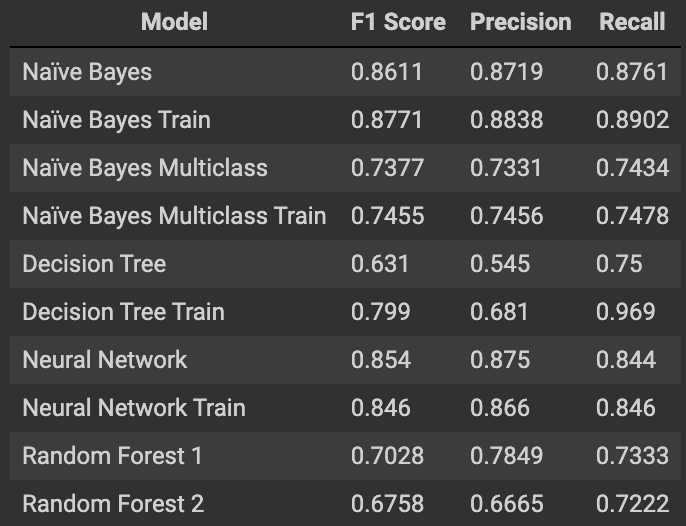 Model F1 Score Precision Recall
Naïve Bayes 0.8611 0.8719 0.8761
Naïve Bayes Train 0.8771 0.8838 0.8902
Naïve Bayes Multiclass 0.7377 0.7331 0.7434
Naïve Bayes Multiclass Train 0.7455 0.7456 0.7478
Decision Tree 0.631 0.545 0.75
Decision Tree Train 0.799 0.681 0.969
Neural Network 0.854 0.875 0.844
Neural Network Train 0.846 0.866 0.846
Random Forest 1 0.7028 0.7849 0.7333
Random Forest 2 0.6758 0.6665 0.7222